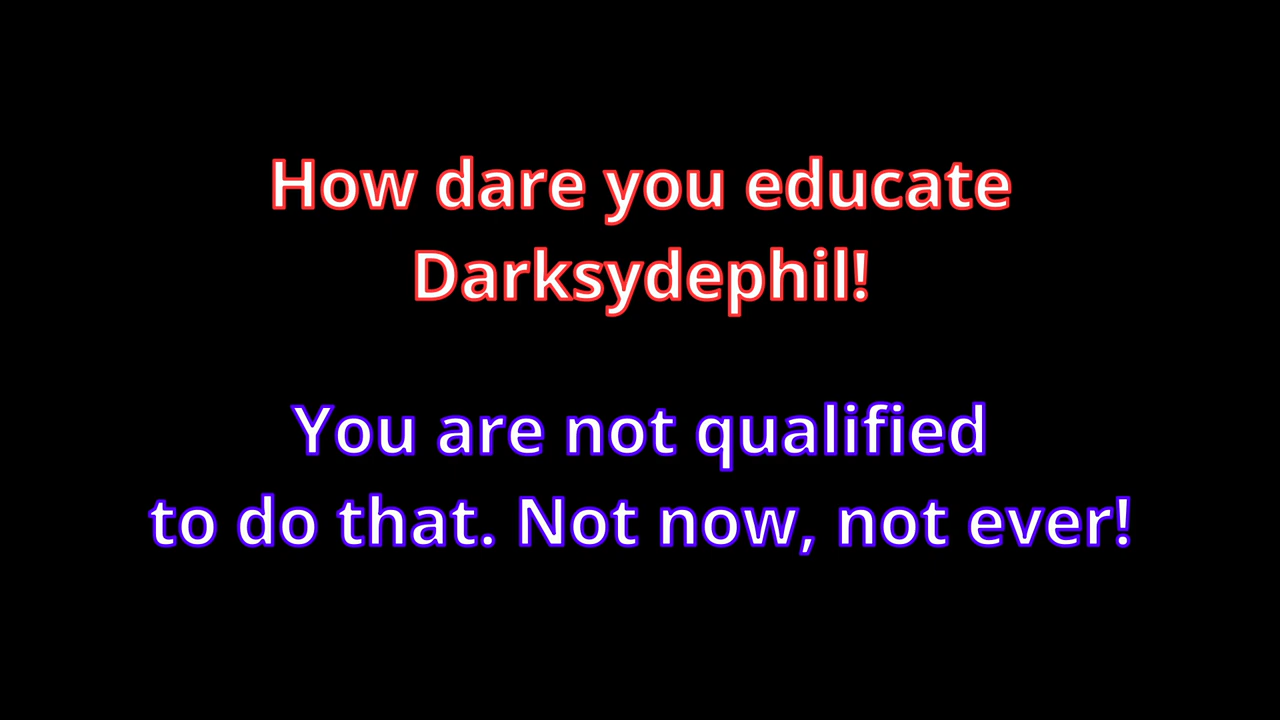 How dare you educate
Darksydephil!
You are not qualified
to do that. Not now, not ever!